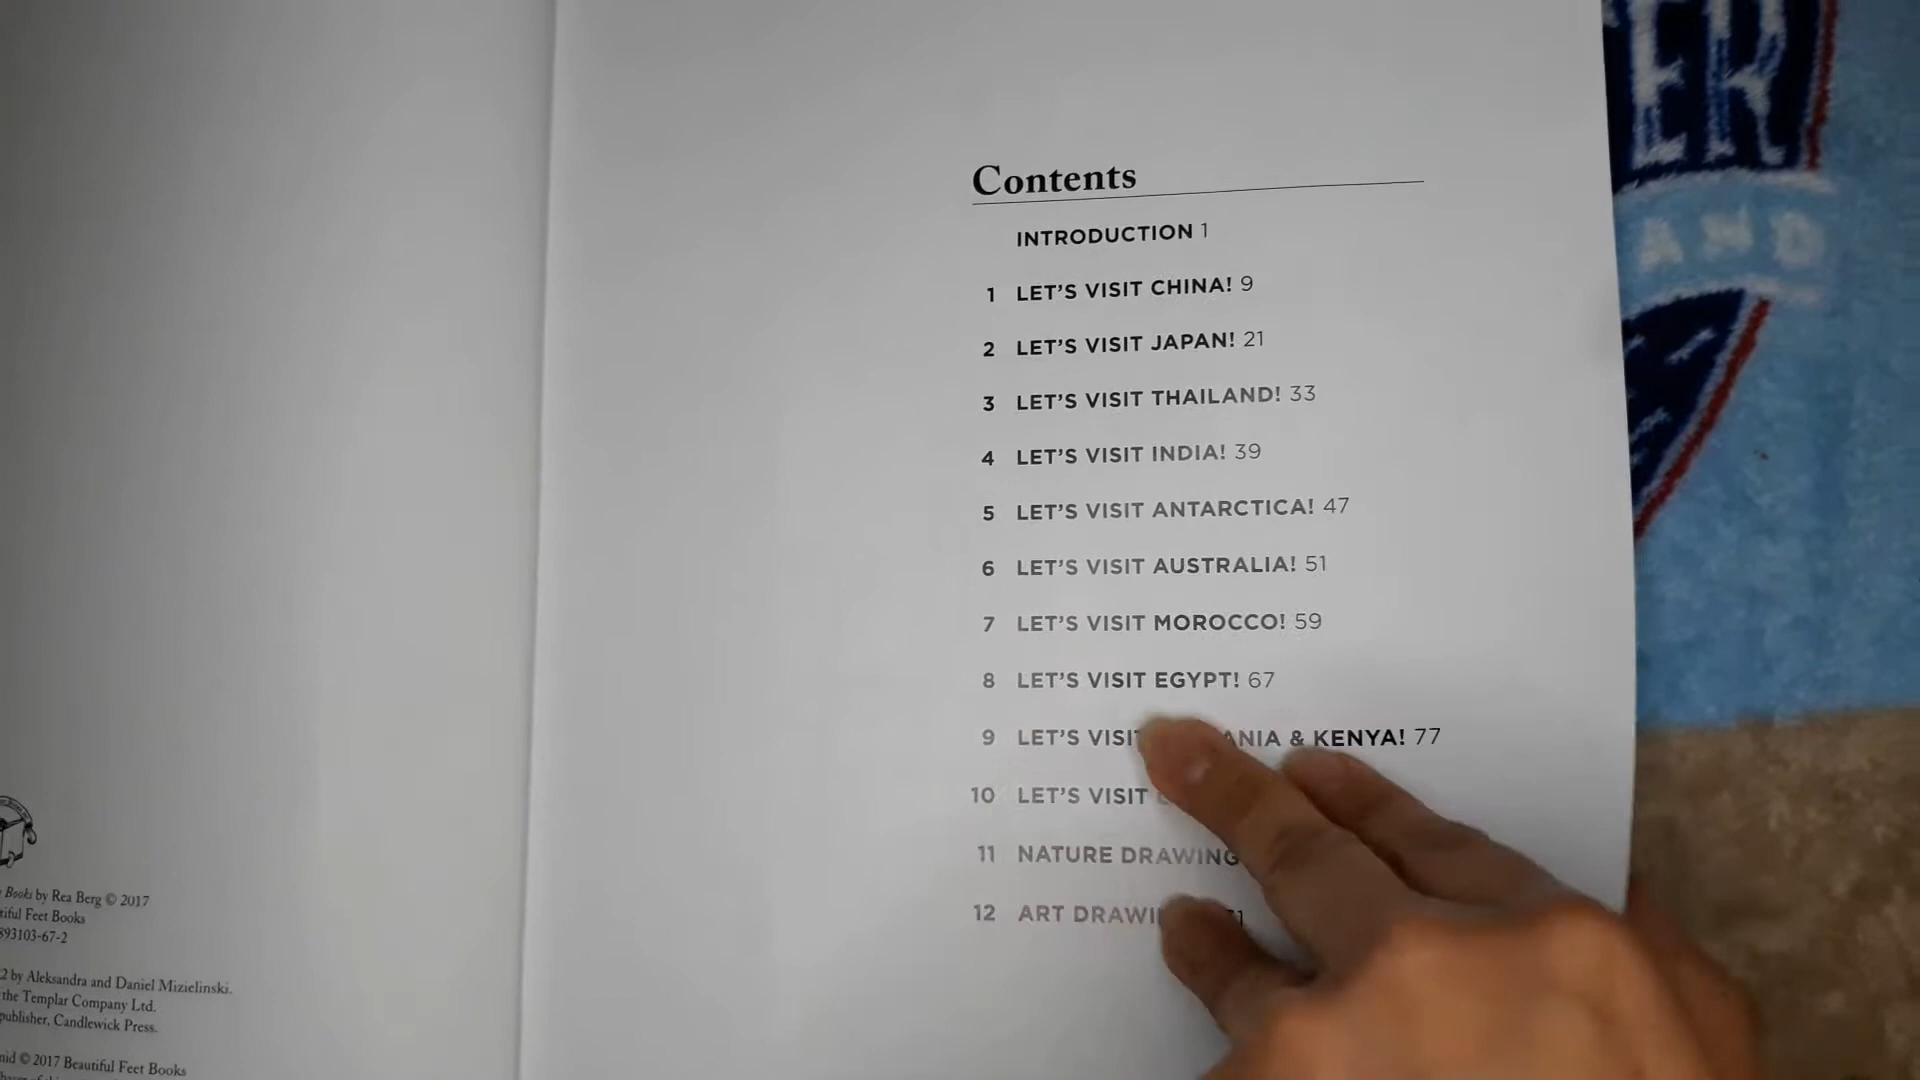 Books by Rea Berg © 2017
Feet Books
893103-67-2
2 by Aleksandra and Daniel Mizielinski.
the Templar Company Ltd.
publisher, Candlewick Press.
© 2017 Beautiful Feet Books
Contents
INTRODUCTION 1
1 LET'S VISIT CHINA! 9
2 LET'S VISIT JAPAN! 21
3 LET'S VISIT THAILAND! 33
4 LET'S VISIT INDIA! 39
5 LET'S VISIT ANTARCTICA! 47
6 LET'S VISIT AUSTRALIA! 51
7 LET'S VISIT MOROCCO! 59
8 LET'S VISIT EGYPT! 67
9 LET'S VISIT & KENYA! 77
10 LET'S VISIT
11 NATURE DRAWING
12 ART
ER
AND